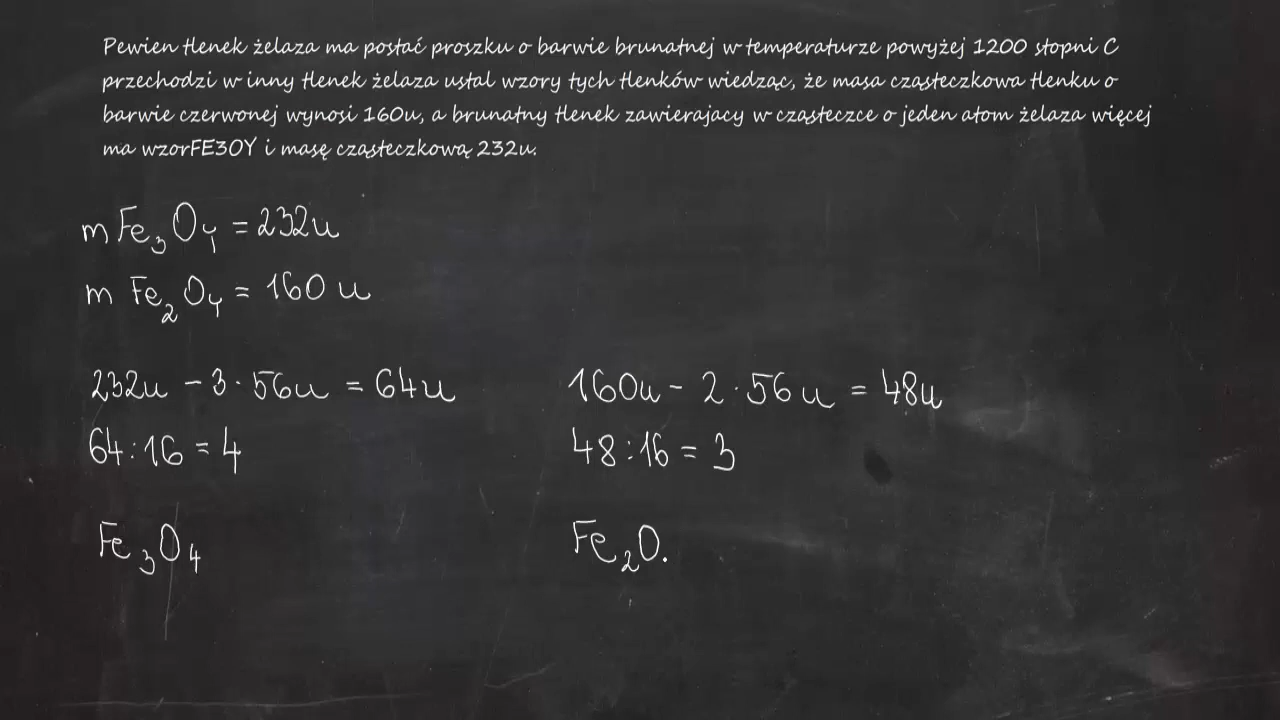 Pewien tlenek żelaza ma postać proszku o barwie brunatnej w temperaturze powyżej 1200 stopni C
przechodzi w inny tlenek żelaza ustal wzory tych tlenków wiedząc, że masa cząsteczkowa tlenku o
barwie czerwonej wynosi 160u, a brunatny tlenek zawierajacy w cząsteczce o jeden atom żelaza więcej
ma wzorFE3OY i masę cząsteczkową 232u.
m Fe₃Oy = 232u
m Fe₂Oy = 160 u
232u - 3 · 56u = 64u
64 : 16 = 4
Fe₃O₄
160u - 2 · 56 u = 48u
48 : 16 = 3
Fe₂O.